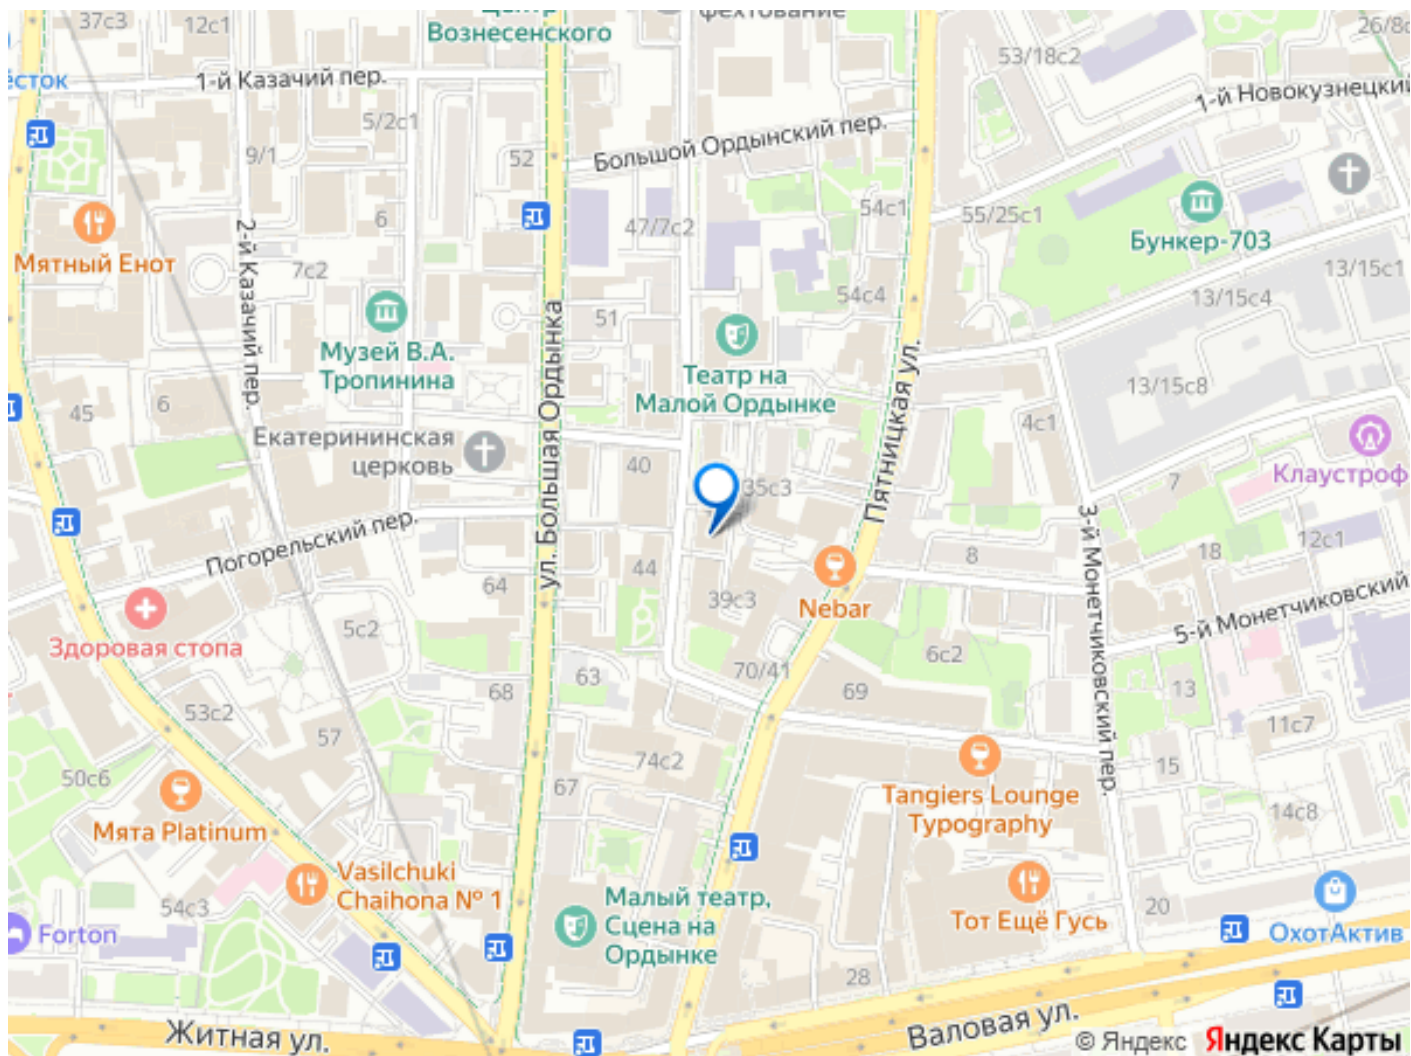 37с3
12с1
Вознесенского
фехтование
53/18с2
26/8с
1-й Казачий пер.
1-й Новокузнецкий
5/2с1
Большой Ордынский пер.
9/1
52
54с1
55/25с1
6
47/7с2
2-й Казачий пер.
Бункер-703
Мятный Енот
7с2
13/15с1
13/15с4
54с4
51
Музей В.А.
Тропинина
ул. Большая Ордынка
Театр на
Малой Ордынке
Пятницкая ул.
13/15с8
45
6
4с1
Екатерининская
церковь
40
35с3
7
Клаустроф
Погорельский пер.
3-й Монетчиковский пер.
12с1
18
8
44
64
39с3
Nebar
5-й Монетчиковский
Здоровая стопа
5с2
6с2
70/41
63
68
69
13
53с2
57
11с7
74с2
15
50с6
67
Tangiers Lounge
Typography
14с8
Мята Platinum
Vasilchuki
Chaihona № 1
Малый театр,
Сцена на
Ордынке
54с3
Тот Ещё Гусь
20
Forton
ОхотАктив
28
Житная ул.
Валовая ул.
© Яндекс Яндекс Карты